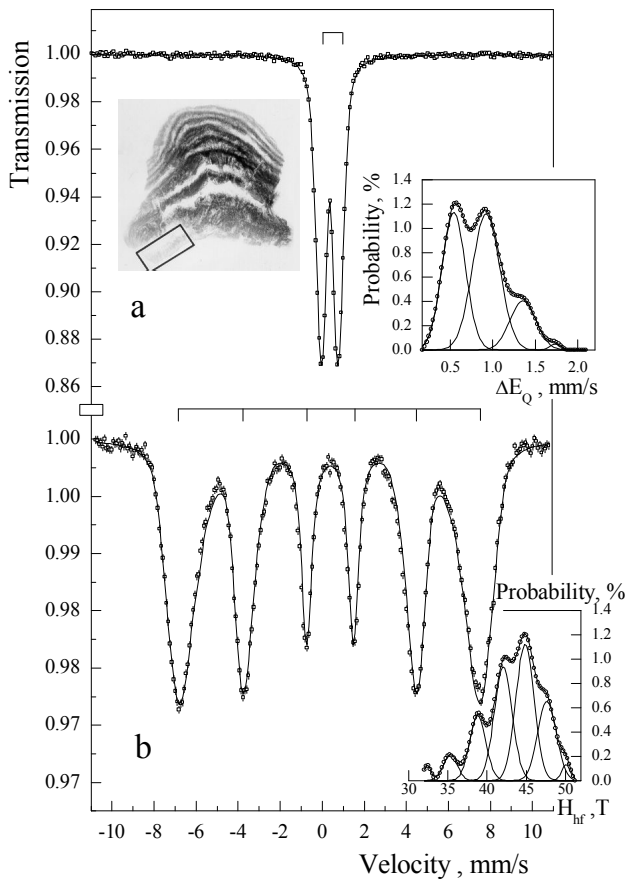 Transmission
1.00
0.98
0.96
0.94
0.92
0.90
0.88
0.86
a
Probability, %
1.4
1.2
1.0
0.8
0.6
0.4
0.2
0.0
0.5 1.0 1.5 2.0
ΔE_Q , mm/s
1.00
1.00
0.99
0.98
0.98
0.97
0.97
b
Probability, %
1.4
1.2
1.0
0.8
0.6
0.4
0.2
0.0
30 35 40 45 50
H_hf ,T
-10 -8 -6 -4 -2 0 2 4 6 8 10
Velocity , mm/s